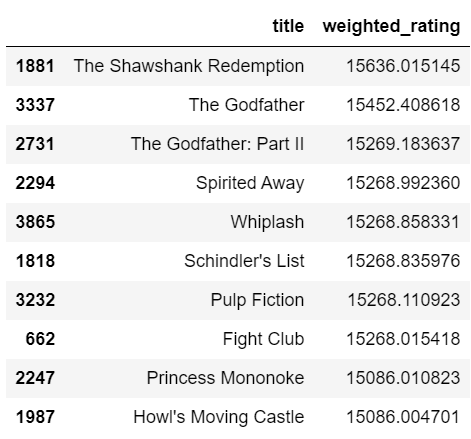 title weighted_rating
1881 The Shawshank Redemption 15636.015145
3337 The Godfather 15452.408618
2731 The Godfather: Part II 15269.183637
2294 Spirited Away 15268.992360
3865 Whiplash 15268.858331
1818 Schindler's List 15268.835976
3232 Pulp Fiction 15268.110923
662 Fight Club 15268.015418
2247 Princess Mononoke 15086.010823
1987 Howl's Moving Castle 15086.004701